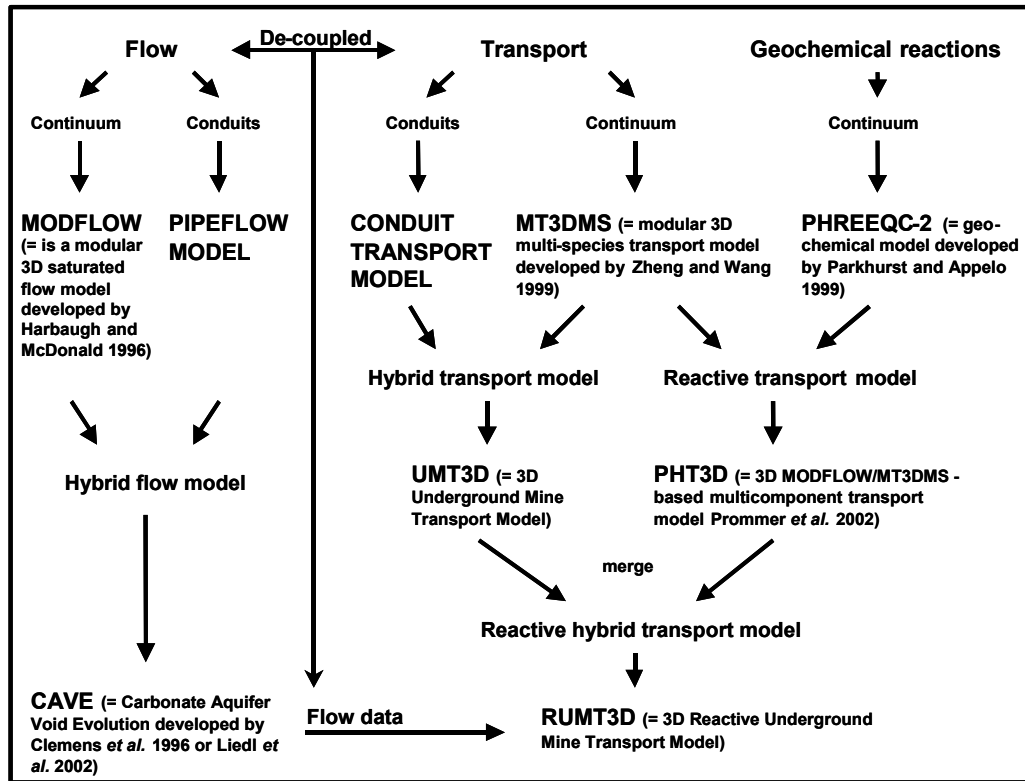 De-coupled
Flow
Transport
Geochemical reactions
Continuum
Conduits
Conduits
Continuum
Continuum
MODFLOW
(= is a modular
3D saturated
flow model
developed by
Harbaugh and
McDonald 1996)
PIPEFLOW
MODEL
CONDUIT
TRANSPORT
MODEL
MT3DMS (= modular 3D
multi-species transport model
developed by Zheng and Wang
1999)
PHREEQC-2 (= geo-
chemical model developed
by Parkhurst and Appelo
1999)
Hybrid transport model
Reactive transport model
Hybrid flow model
UMT3D (= 3D
Underground Mine
Transport Model)
PHT3D (= 3D MODFLOW/MT3DMS -
based multicomponent transport
model Prommer et al. 2002)
merge
Reactive hybrid transport model
CAVE (= Carbonate Aquifer
Void Evolution developed by
Clemens et al. 1996 or Liedl et
al. 2002)
Flow data
RUMT3D (= 3D Reactive Underground
Mine Transport Model)